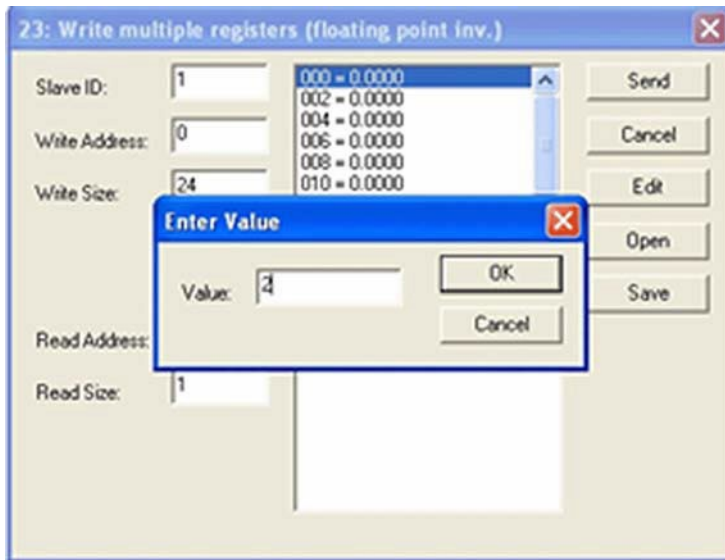 23: Write multiple registers (floating point inv.)
Slave ID: 1
Write Address: 0
Write Size: 24
000 = 0.0000
002 = 0.0000
004 = 0.0000
006 = 0.0000
008 = 0.0000
010 = 0.0000
Send
Cancel
Edit
Open
Save
Enter Value
Value: 2
OK
Cancel
Read Address:
Read Size: 1